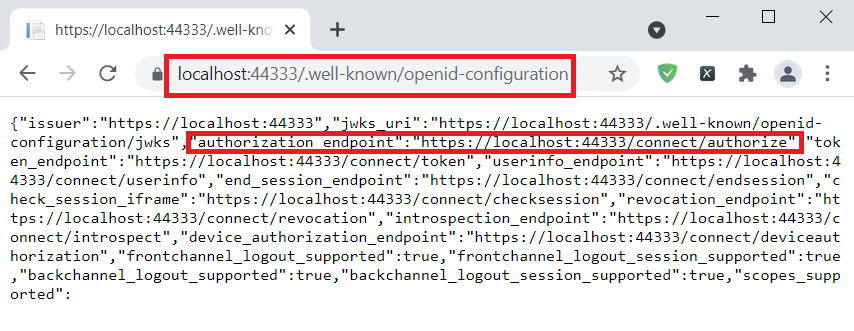 https://localhost:44333/.well-kno
localhost:44333/.well-known/openid-configuration
{"issuer":"https://localhost:44333","jwks_uri":"https://localhost:44333/.well-known/openid-
configuration/jwks","authorization_endpoint":"https://localhost:44333/connect/authorize","tok
en_endpoint":"https://localhost:44333/connect/token","userinfo_endpoint":"https://localhost:4
4333/connect/userinfo","end_session_endpoint":"https://localhost:44333/connect/endsession","c
heck_session_iframe":"https://localhost:44333/connect/checksession","revocation_endpoint":"ht
tps://localhost:44333/connect/revocation","introspection_endpoint":"https://localhost:44333/c
onnect/introspect","device_authorization_endpoint":"https://localhost:44333/connect/deviceaut
horization","frontchannel_logout_supported":true,"frontchannel_logout_session_supported":true
,"backchannel_logout_supported":true,"backchannel_logout_session_supported":true,"scopes_supp
orted":